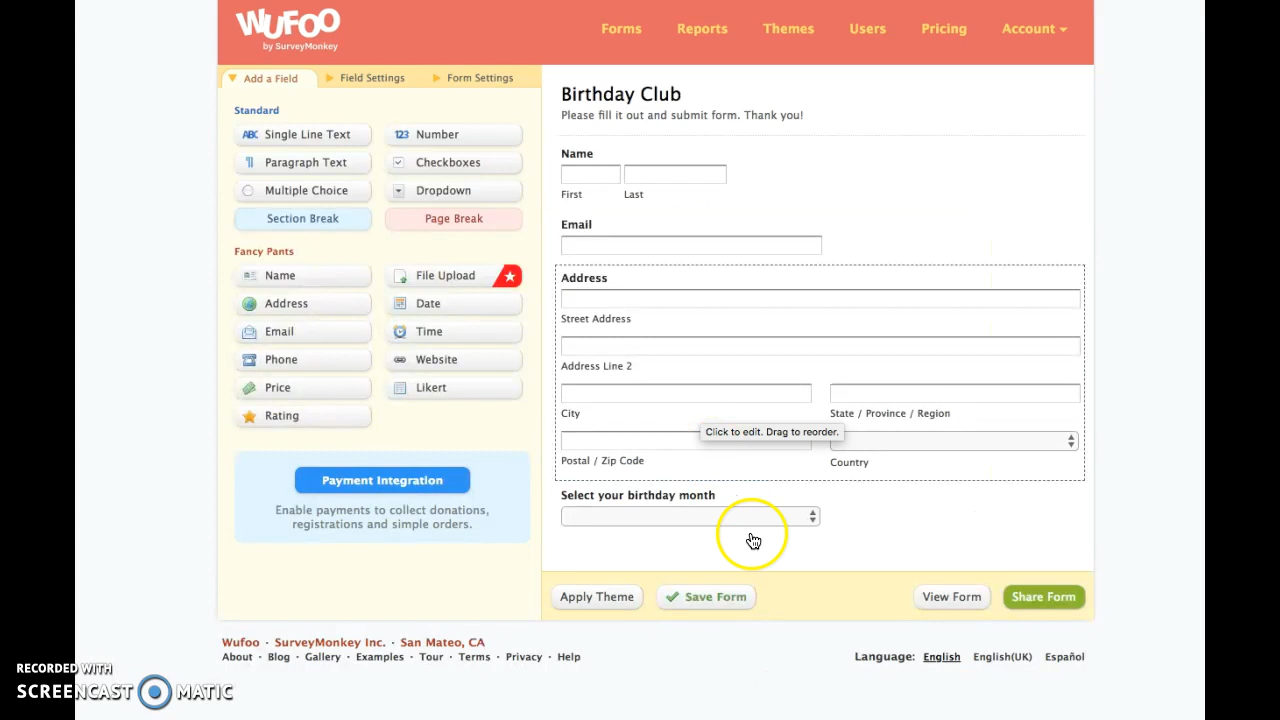 WUFOO
by SurveyMonkey
Forms Reports Themes Users Pricing Account
Add a Field Field Settings Form Settings
Standard
ABC Single Line Text 123 Number
Paragraph Text Checkboxes
Multiple Choice Dropdown
Section Break Page Break
Fancy Pants
Name File Upload
Address Date
Email Time
Phone Website
Price Likert
Rating
Payment Integration
Enable payments to collect donations,
registrations and simple orders.
Birthday Club
Please fill it out and submit form. Thank you!
Name
First Last
Email
Address
Street Address
Address Line 2
City State / Province / Region
Click to edit. Drag to reorder.
Postal / Zip Code Country
Select your birthday month
Apply Theme Save Form View Form Share Form
Wufoo · SurveyMonkey Inc. · San Mateo, CA
About · Blog · Gallery · Examples · Tour · Terms · Privacy · Help
Language: English English(UK) Español
RECORDED WITH
SCREENCAST MATIC